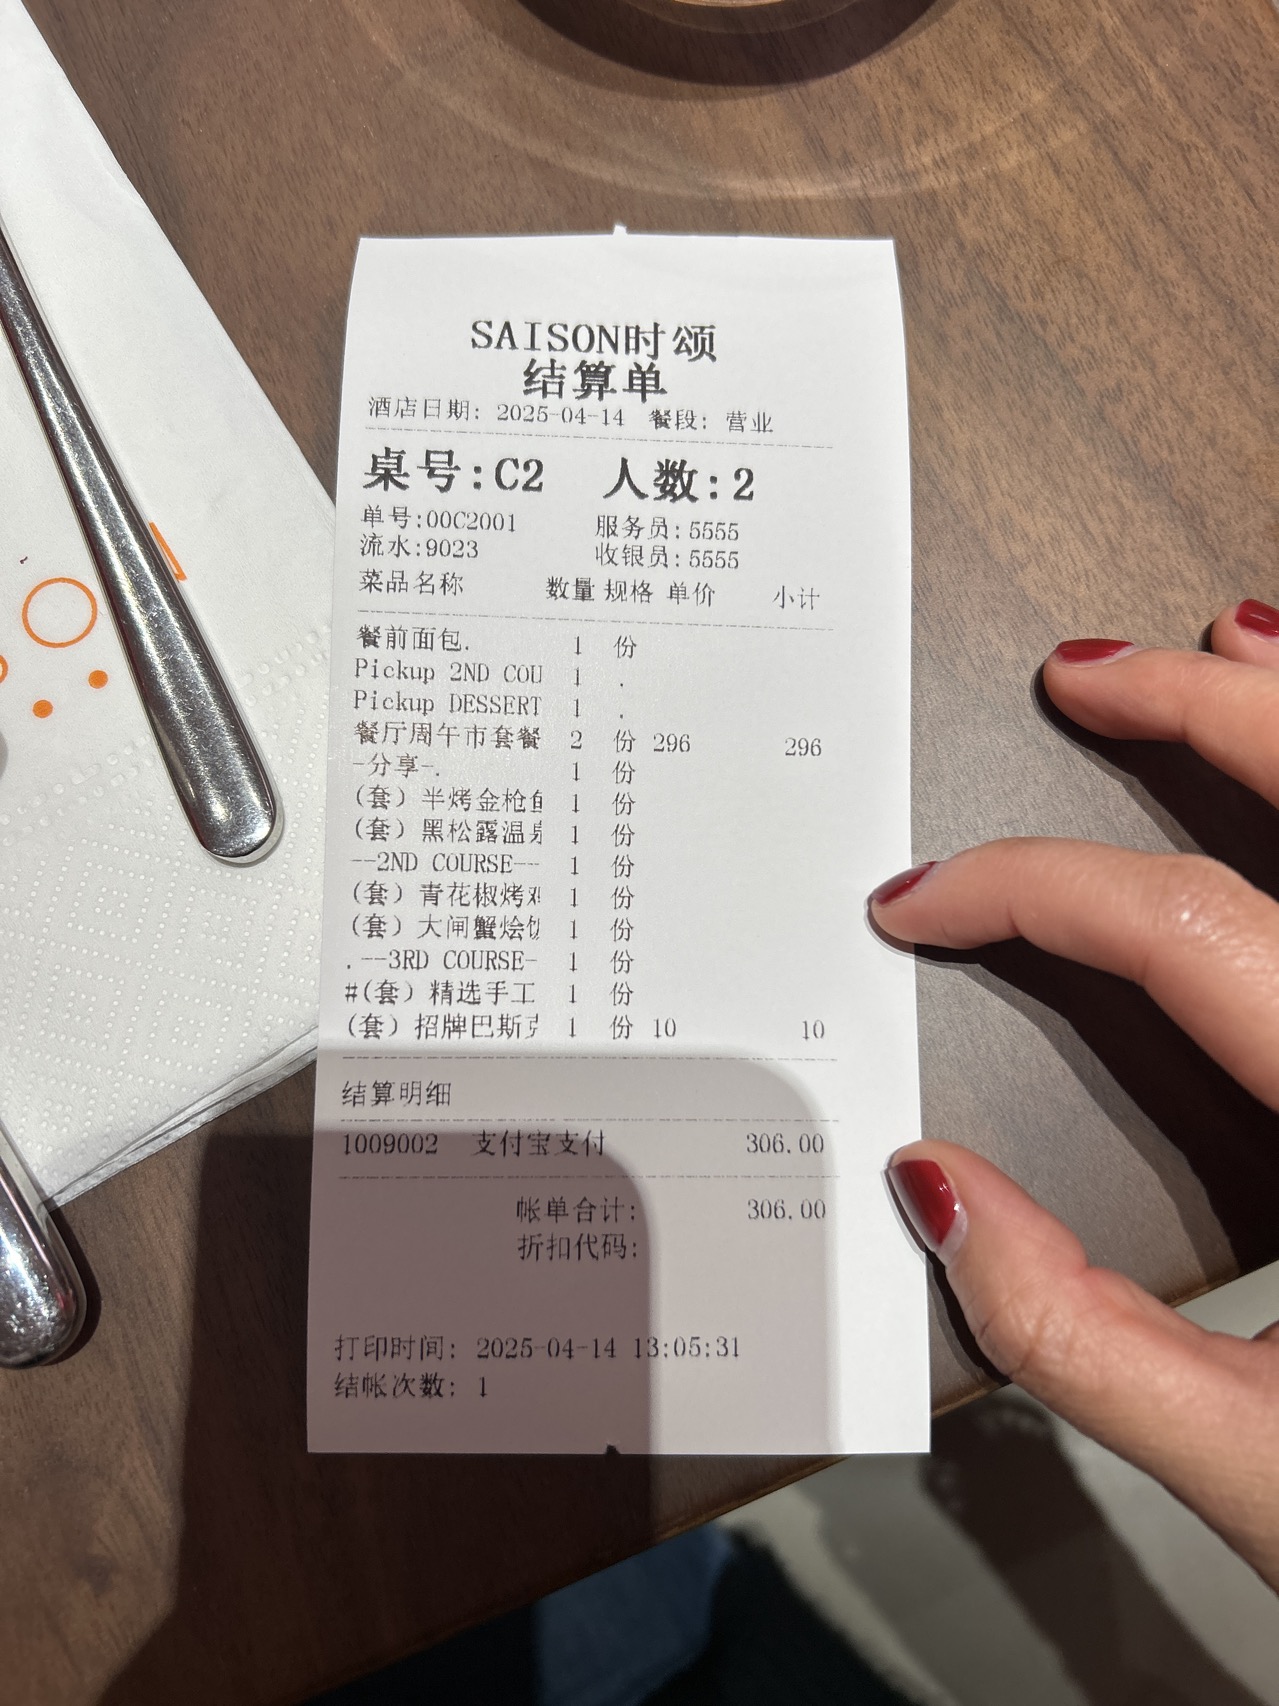 SAISON时颂
结算单
酒店日期: 2025-04-14 餐段: 营业
桌号:C2 人数:2
单号:00C2001 服务员:5555
流水:9023 收银员:5555
菜品名称 数量 规格 单价 小计
餐前面包. 1 份
Pickup 2ND COU 1 .
Pickup DESSERT 1 .
餐厅周午市套餐 2 份 296 296
-分享-. 1 份
(套) 半烤金枪鱼 1 份
(套) 黑松露温泉 1 份
--2ND COURSE-- 1 份
(套) 青花椒烤鸡 1 份
(套) 大闸蟹烩饭 1 份
.--3RD COURSE- 1 份
#(套) 精选手工 1 份
(套) 招牌巴斯克 1 份 10 10
结算明细
1009002 支付宝支付 306.00
帐单合计: 306.00
折扣代码:
打印时间: 2025-04-14 13:05:31
结帐次数: 1